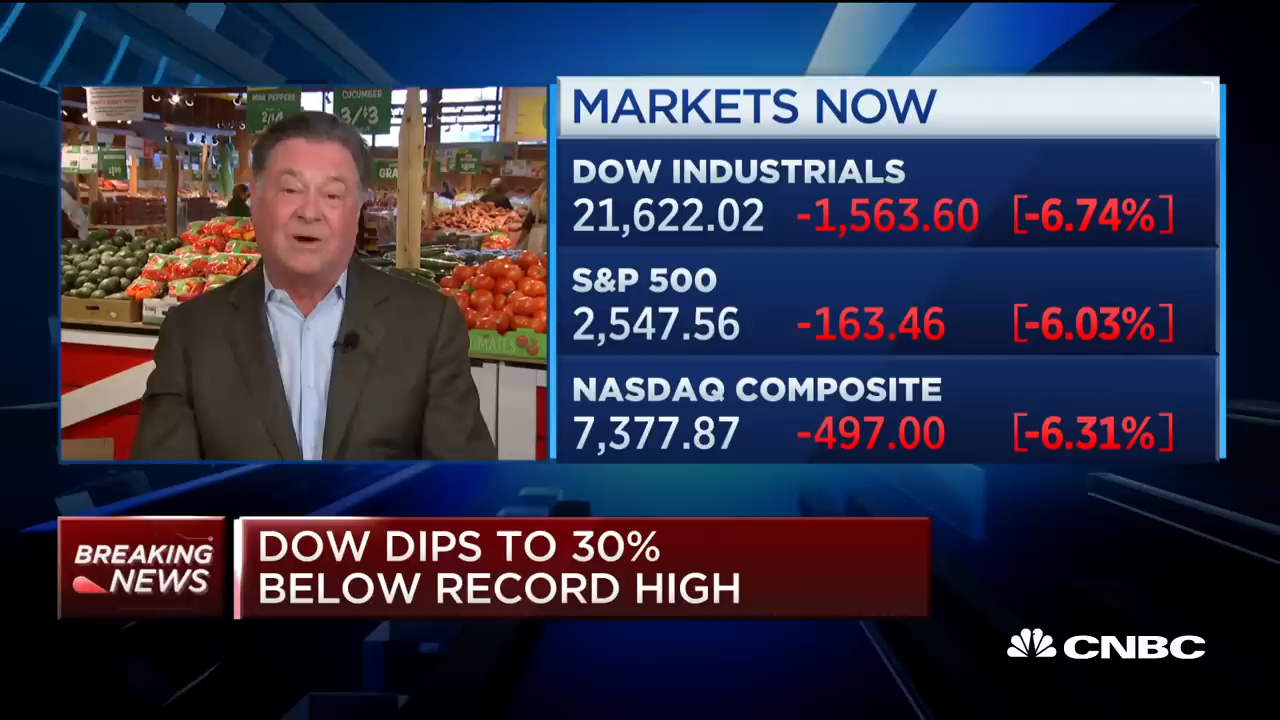 MINI PEPPERS
CUCUMBER
3/$3
MARKETS NOW
DOW INDUSTRIALS
21,622.02 -1,563.60 [-6.74%]
S&P 500
2,547.56 -163.46 [-6.03%]
NASDAQ COMPOSITE
7,377.87 -497.00 [-6.31%]
BREAKING
NEWS
DOW DIPS TO 30%
BELOW RECORD HIGH
CNBC